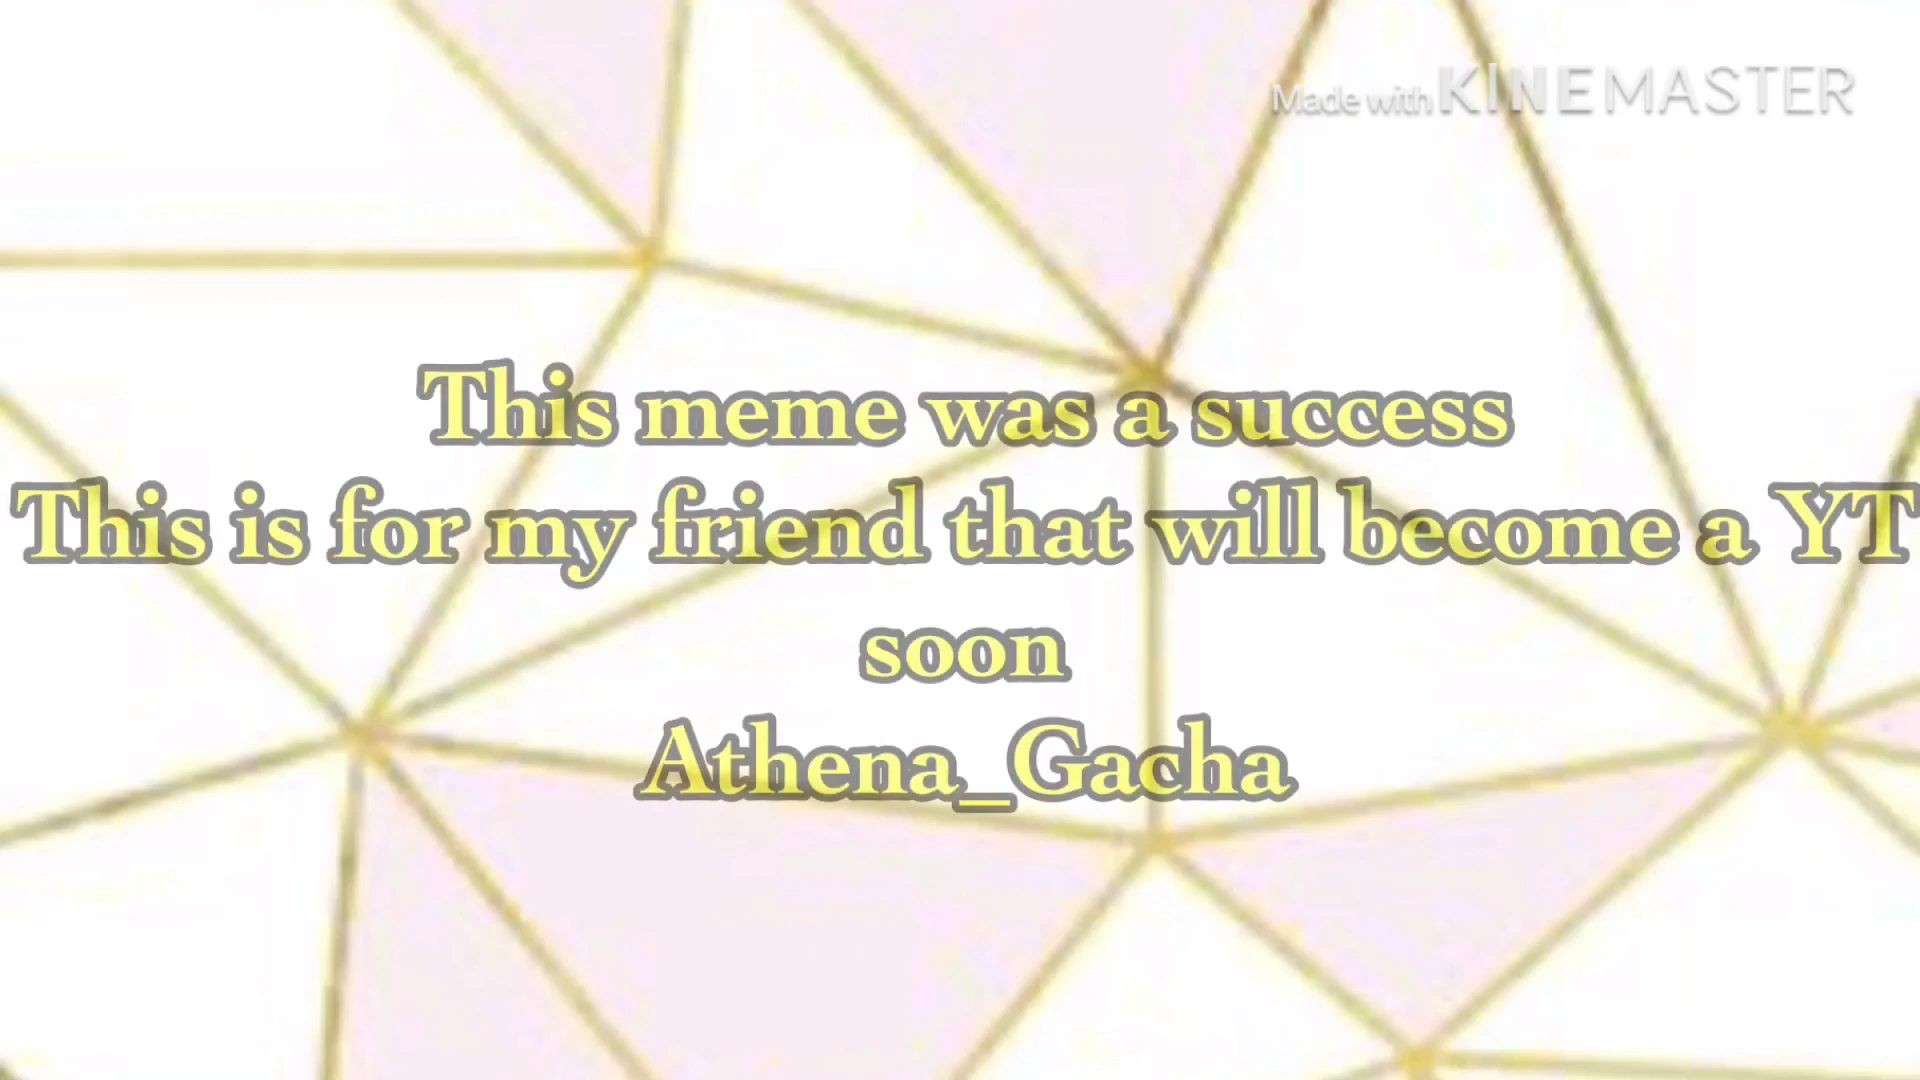 Made with KINEMASTER
This meme was a success
This is for my friend that will become a YT
soon
Athena_Gacha